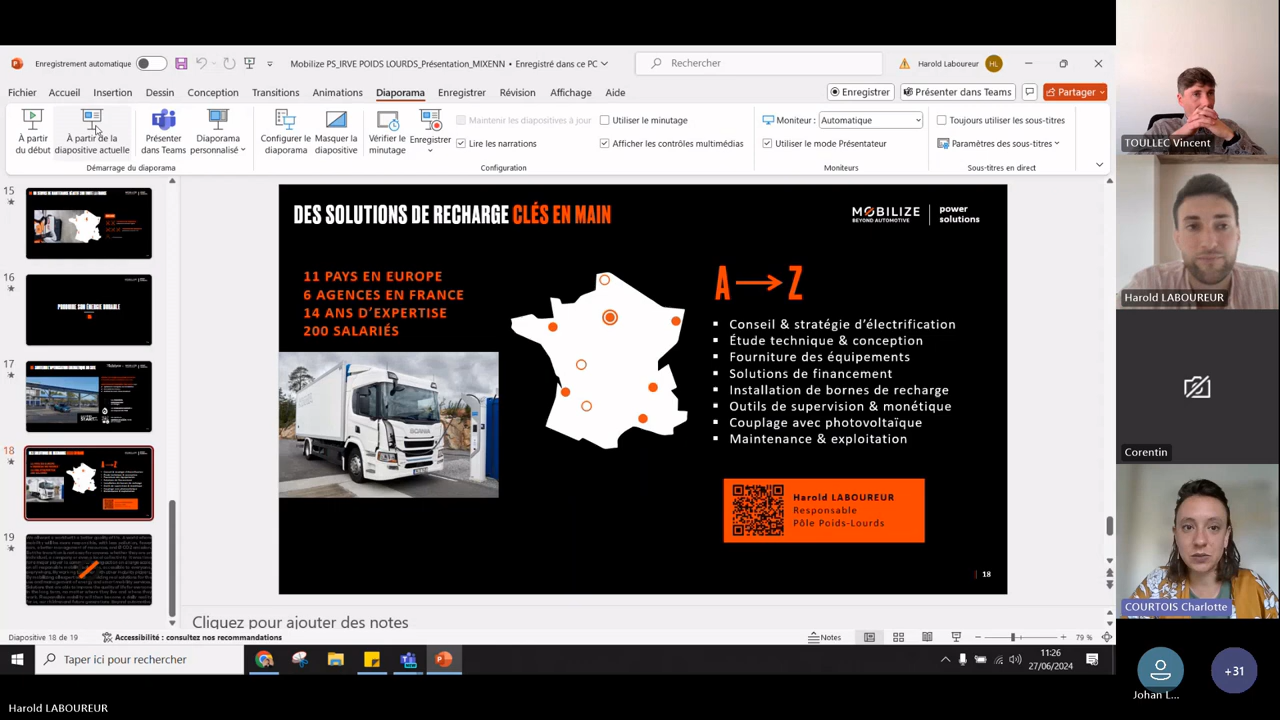 Enregistrement automatique
Mobilize PS_IRVE POIDS LOURDS_Présentation_MIXENN • Enregistré dans ce PC
Rechercher
Harold Laboureur
HL
Fichier
Accueil
Insertion
Dessin
Conception
Transitions
Animations
Diaporama
Enregistrer
Révision
Affichage
Aide
Enregistrer
Présenter dans Teams
Partager
À partir
du début
À partir de la
diapositive actuelle
Présenter
dans Teams
Diaporama
personnalisé
Configurer le
diaporama
Masquer la
diapositive
Vérifier le
minutage
Enregistrer
Maintenir les diapositives à jour
Lire les narrations
Utiliser le minutage
Afficher les contrôles multimédias
Moniteur :
Automatique
Utiliser le mode Présentateur
Toujours utiliser les sous-titres
Paramètres des sous-titres
Démarrage du diaporama
Configuration
Moniteurs
Sous-titres en direct
15
16
17
18
19
DES SOLUTIONS DE RECHARGE CLÉS EN MAIN
MOBILIZE
BEYOND AUTOMOTIVE
power
solutions
11 PAYS EN EUROPE
6 AGENCES EN FRANCE
14 ANS D'EXPERTISE
200 SALARIÉS
SCANIA
A → Z
▪ Conseil & stratégie d'électrification
▪ Étude technique & conception
▪ Fourniture des équipements
▪ Solutions de financement
▪ Installation de bornes de recharge
▪ Outils de supervision & monétique
▪ Couplage avec photovoltaïque
▪ Maintenance & exploitation
Harold LABOUREUR
Responsable
Pôle Poids-Lourds
18
Cliquez pour ajouter des notes
Diapositive 18 de 19
Accessibilité : consultez nos recommandations
Notes
79 %
Taper ici pour rechercher
11:26
27/06/2024
TOULLEC Vincent
Harold LABOUREUR
Corentin
COURTOIS Charlotte
Johan L...
+31
Harold LABOUREUR